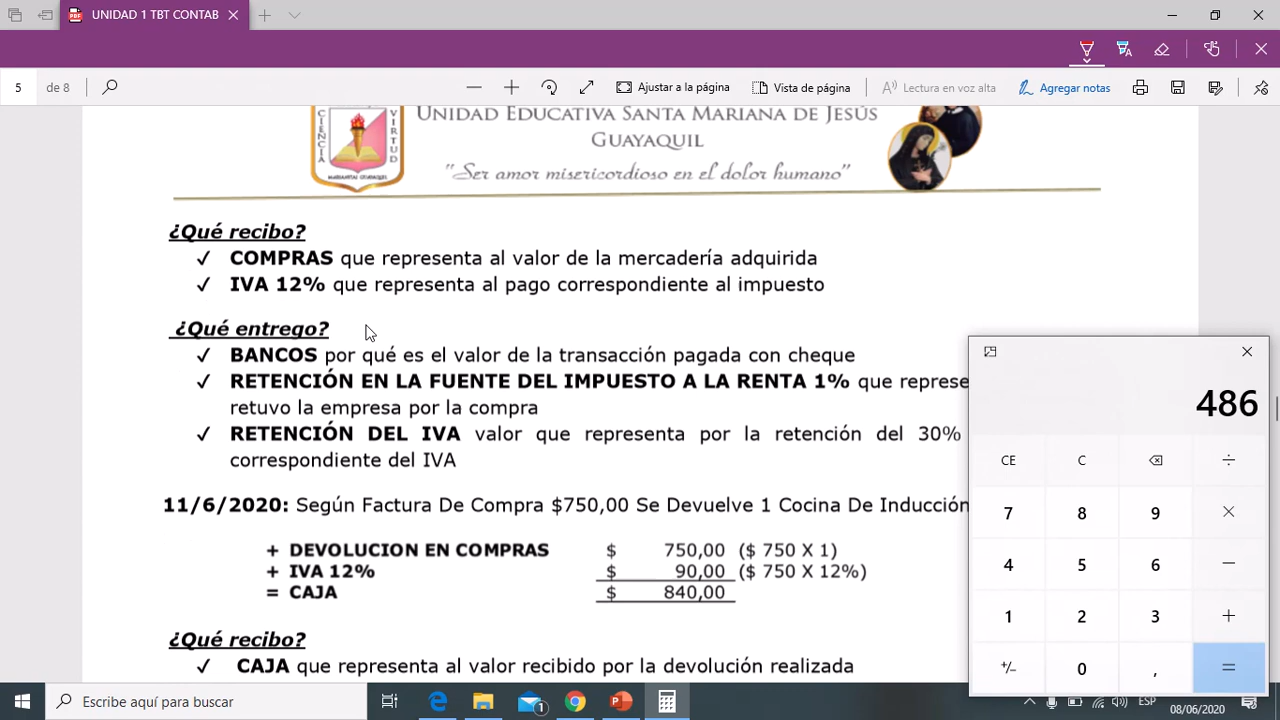 UNIDAD 1 TBT CONTAB
5 de 8 Ajustar a la página Vista de página Lectura en voz alta Agregar notas
CIENCIA VIRTUD
UNIDAD EDUCATIVA SANTA MARIANA DE JESÚS
GUAYAQUIL
"Ser amor misericordioso en el dolor humano"
¿Qué recibo?
✓ COMPRAS que representa al valor de la mercadería adquirida
✓ IVA 12% que representa al pago correspondiente al impuesto
¿Qué entrego?
✓ BANCOS por qué es el valor de la transacción pagada con cheque
✓ RETENCIÓN EN LA FUENTE DEL IMPUESTO A LA RENTA 1% que represe
retuvo la empresa por la compra
✓ RETENCIÓN DEL IVA valor que representa por la retención del 30%
correspondiente del IVA
11/6/2020: Según Factura De Compra $750,00 Se Devuelve 1 Cocina De Inducción
+ DEVOLUCION EN COMPRAS $ 750,00 ($ 750 X 1)
+ IVA 12% $ 90,00 ($ 750 X 12%)
= CAJA $ 840,00
¿Qué recibo?
✓ CAJA que representa al valor recibido por la devolución realizada
486
CE C ÷
7 8 9 ×
4 5 6 −
1 2 3 +
+/− 0 , =
Escribe aquí para buscar
1
ESP
08/06/2020